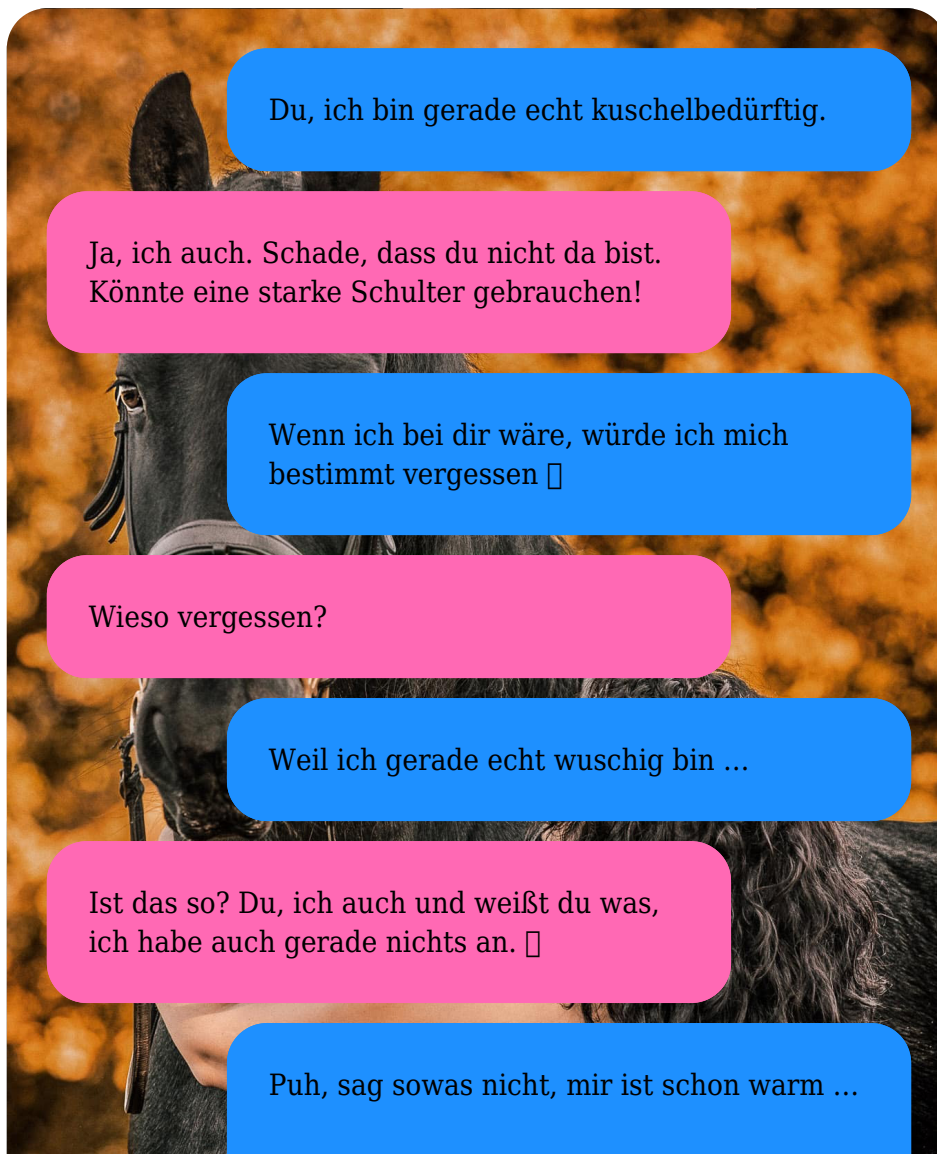 Du, ich bin gerade echt kuschelbedürftig.
Ja, ich auch. Schade, dass du nicht da bist.
Könnte eine starke Schulter gebrauchen!
Wenn ich bei dir wäre, würde ich mich
bestimmt vergessen
Wieso vergessen?
Weil ich gerade echt wuschig bin …
Ist das so? Du, ich auch und weißt du was,
ich habe auch gerade nichts an.
Puh, sag sowas nicht, mir ist schon warm …